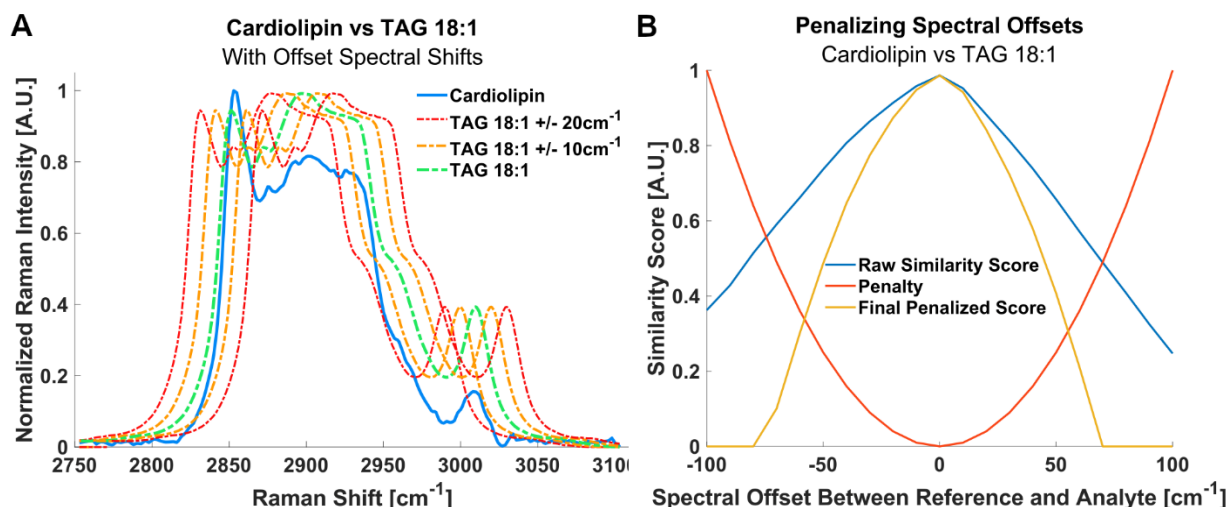 A
Cardiolipin vs TAG 18:1
With Offset Spectral Shifts
Normalized Raman Intensity [A.U.]
1
0.8
0.6
0.4
0.2
0
Cardiolipin
TAG 18:1 +/- 20cm⁻¹
TAG 18:1 +/- 10cm⁻¹
TAG 18:1
2750 2800 2850 2900 2950 3000 3050 3100
Raman Shift [cm⁻¹]
B
Penalizing Spectral Offsets
Cardiolipin vs TAG 18:1
Similarity Score [A.U.]
1
0.8
0.6
0.4
0.2
0
Raw Similarity Score
Penalty
Final Penalized Score
-100 -50 0 50 100
Spectral Offset Between Reference and Analyte [cm⁻¹]